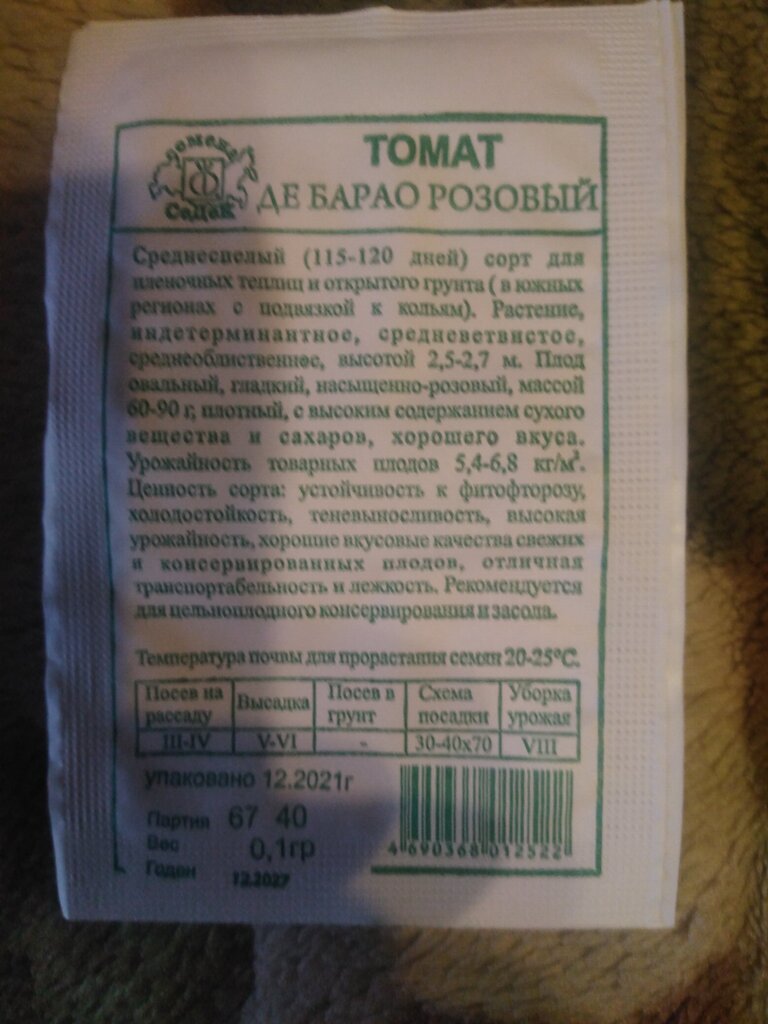 Семена
СеДеК
ТОМАТ
ДЕ БАРАО РОЗОВЫЙ
Среднеспелый (115-120 дней) сорт для
пленочных теплиц и открытого грунта ( в южных
регионах с подвязкой к кольям). Растение,
индетерминантное, средневетвистое,
среднеоблиственное, высотой 2,5-2,7 м. Плод
овальный, гладкий, насыщенно-розовый, массой
60-90 г, плотный, с высоким содержанием сухого
вещества и сахаров, хорошего вкуса.
Урожайность товарных плодов 5,4-6,8 кг/м².
Ценность сорта: устойчивость к фитофторозу,
холодостойкость, теневыносливость, высокая
урожайность, хорошие вкусовые качества свежих
и консервированных плодов, отличная
транспортабельность и лежкость. Рекомендуется
для цельноплодного консервирования и засола.
Температура почвы для прорастания семян 20-25°С.
Посев на рассаду Высадка Посев в грунт Схема посадки Уборка урожая
III-IV V-VI - 30-40х70 VIII
упаковано 12.2021г
Партия 67 40
Вес 0,1гр
Годен 12.2027
4 690368 012522